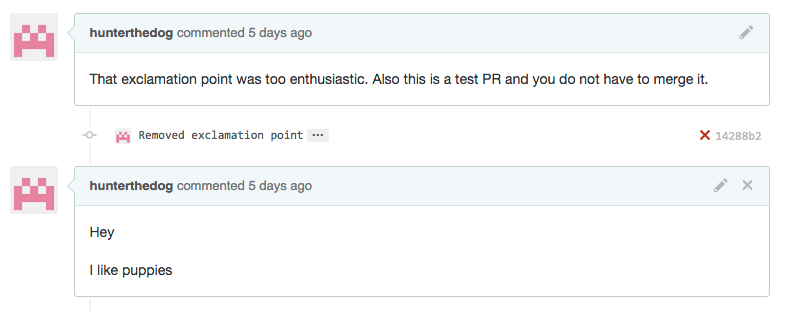 hunterthedog commented 5 days ago
That exclamation point was too enthusiastic. Also this is a test PR and you do not have to merge it.
Removed exclamation point ... 14288b2
hunterthedog commented 5 days ago
Hey
I like puppies